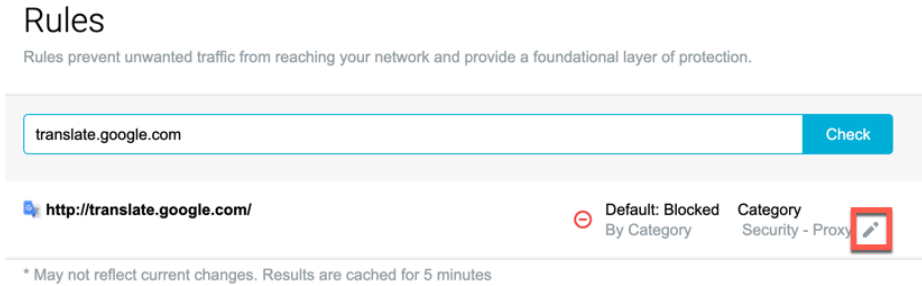 Rules
Rules prevent unwanted traffic from reaching your network and provide a foundational layer of protection.
translate.google.com
Check
http://translate.google.com/
Default: Blocked
Category
By Category
Security - Proxy
* May not reflect current changes. Results are cached for 5 minutes